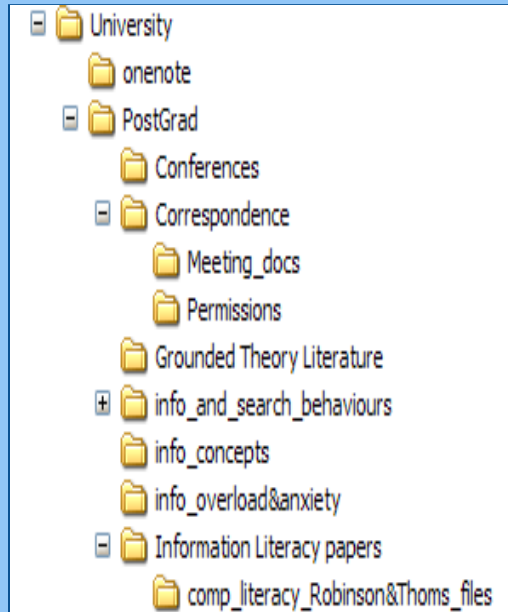 University
onenote
PostGrad
Conferences
Correspondence
Meeting_docs
Permissions
Grounded Theory Literature
info_and_search_behaviours
info_concepts
info_overload&anxiety
Information Literacy papers
comp_literacy_Robinson&Thoms_files